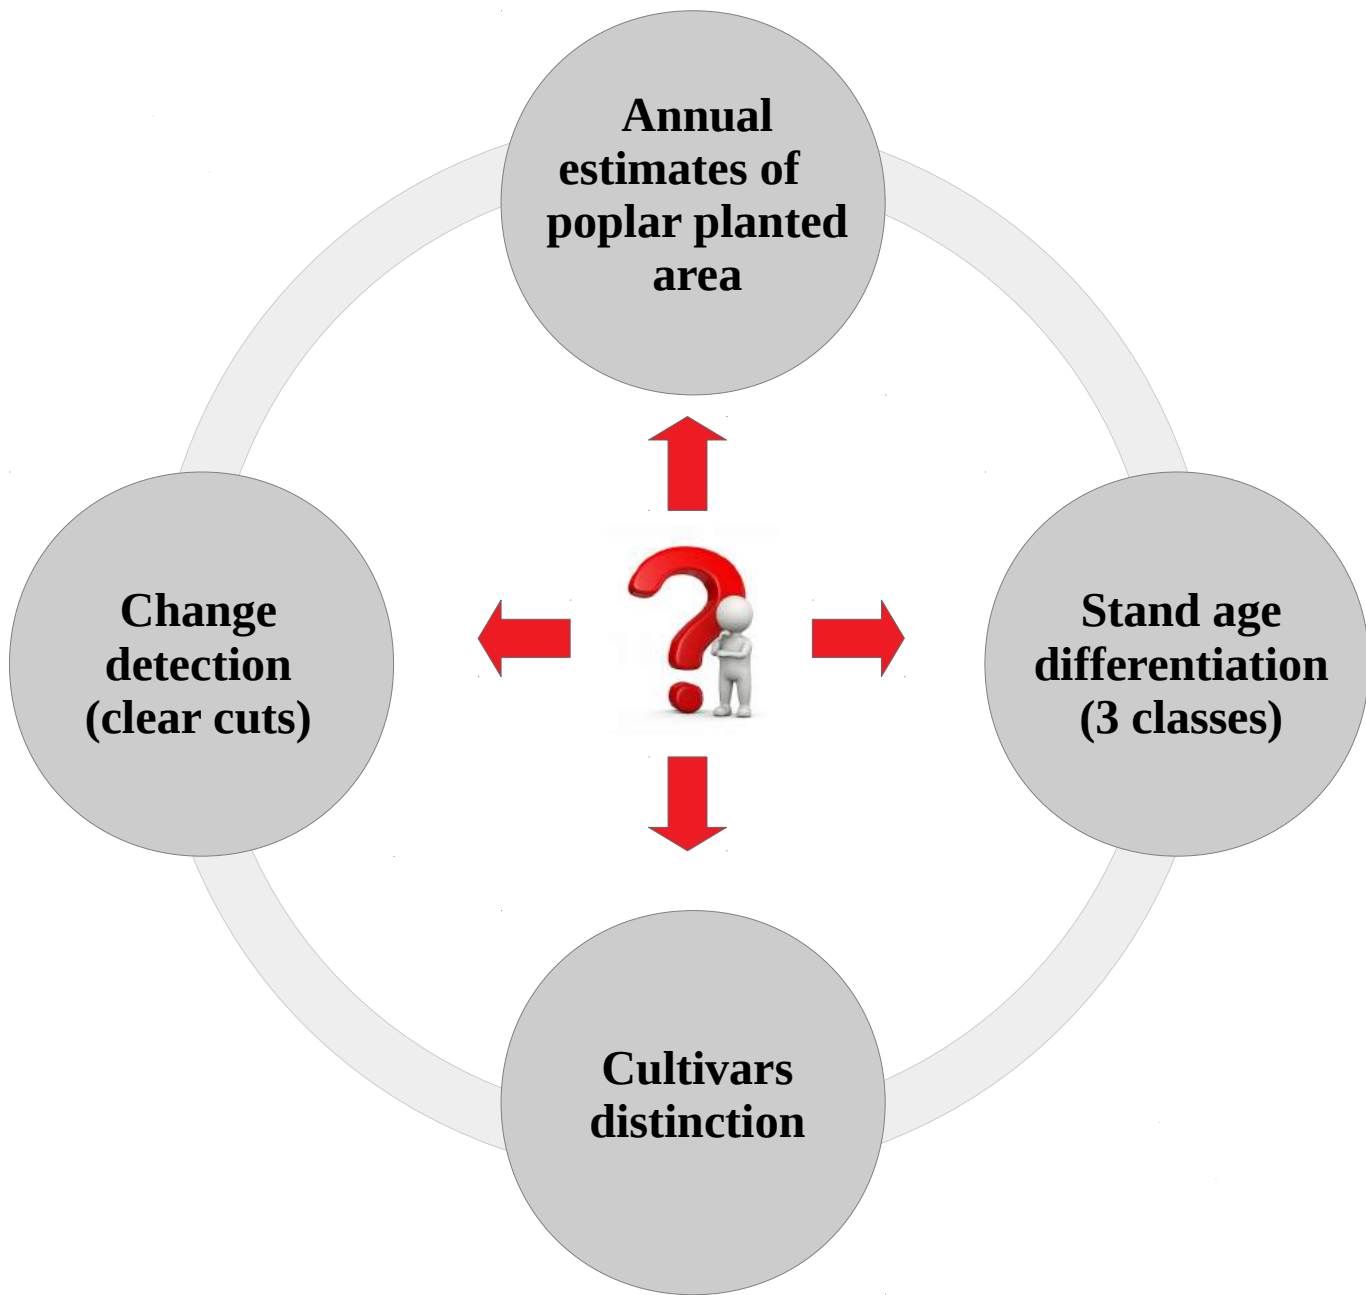 Annual
estimates of
poplar planted
area
Change
detection
(clear cuts)
Stand age
differentiation
(3 classes)
Cultivars
distinction